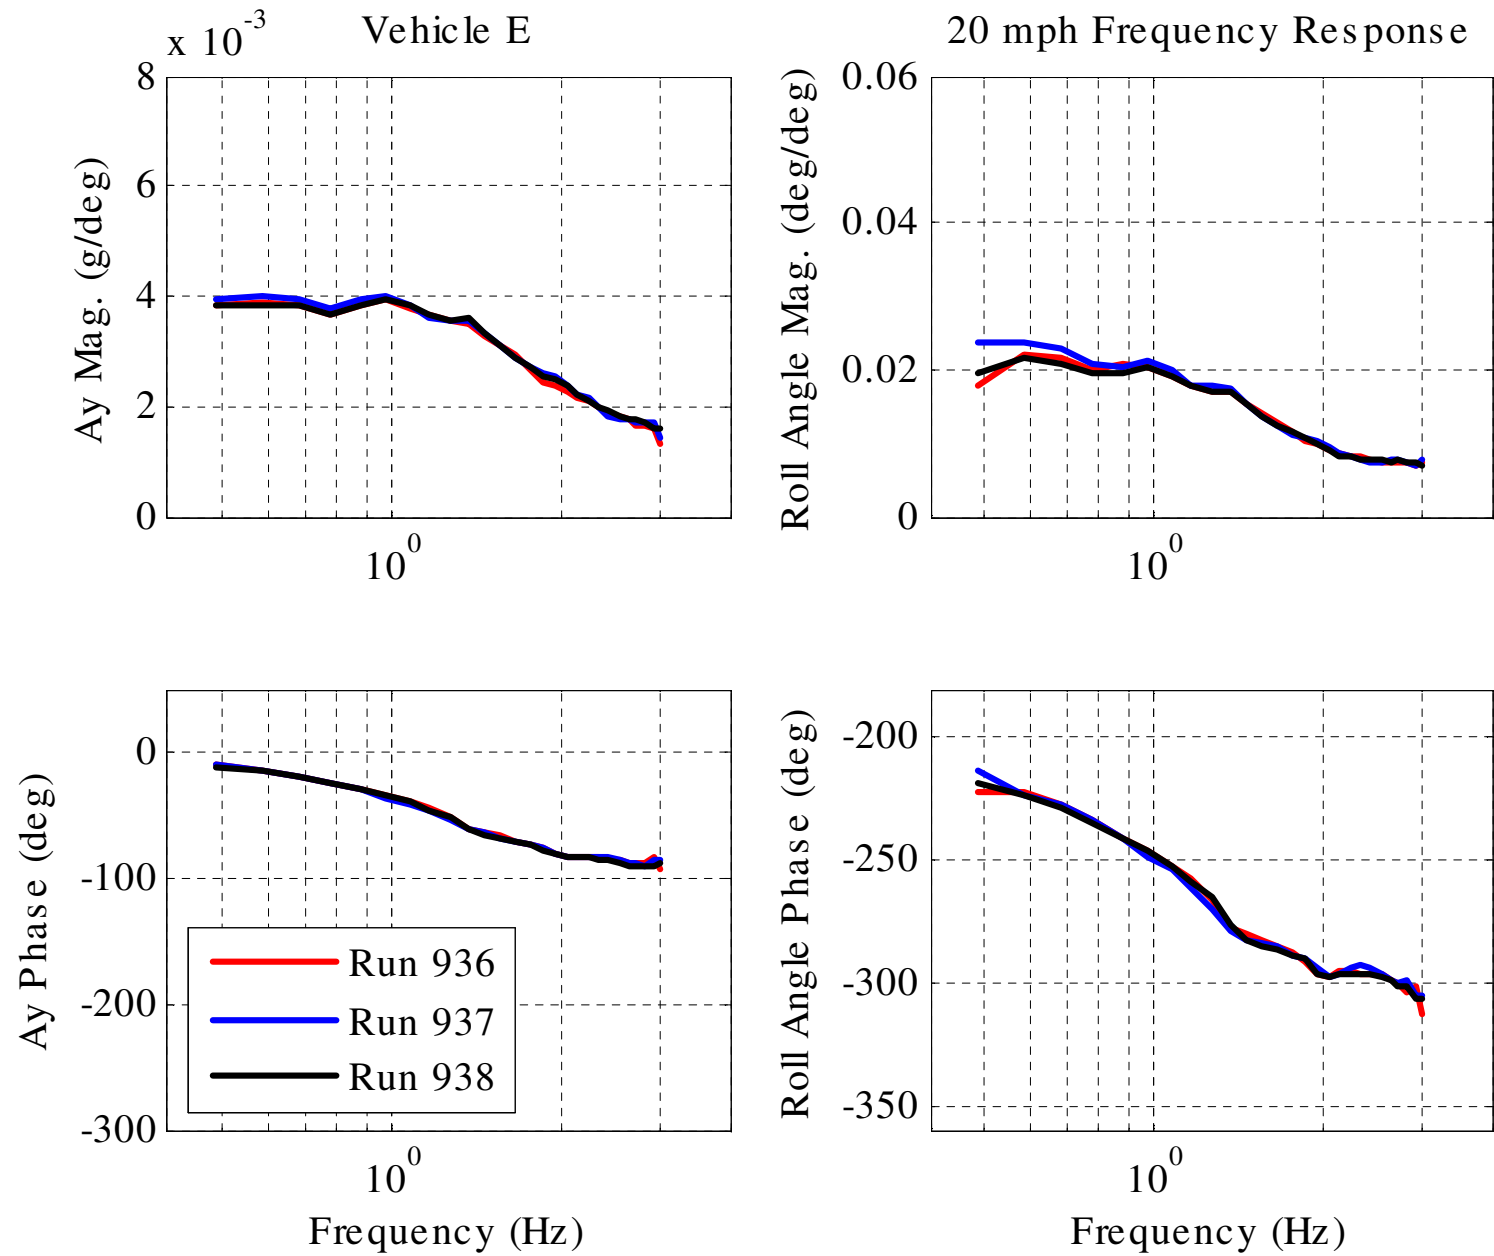 Vehicle E
20 mph Frequency Response
x 10^-3
8
6
4
2
0
Ay Mag. (g/deg)
10^0
0.06
0.04
0.02
0
Roll Angle Mag. (deg/deg)
10^0
0
-100
-200
-300
Ay Phase (deg)
Run 936
Run 937
Run 938
10^0
Frequency (Hz)
-200
-250
-300
-350
Roll Angle Phase (deg)
10^0
Frequency (Hz)